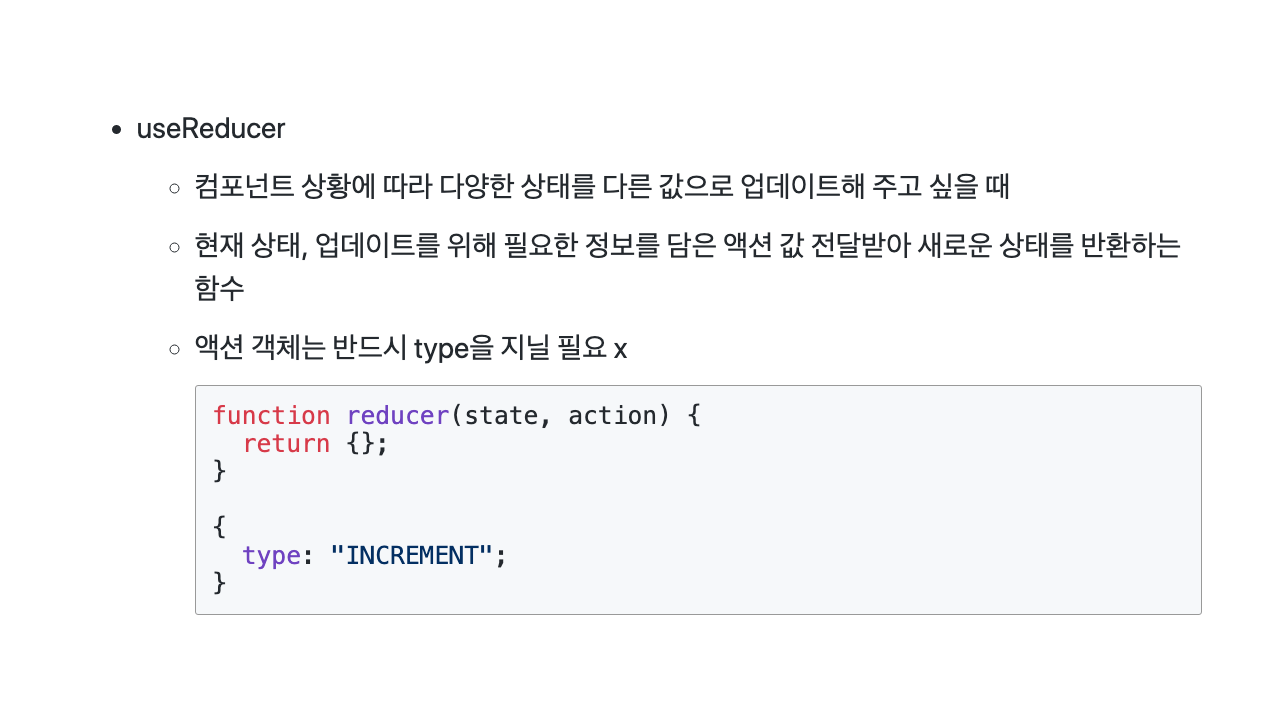 useReducer
컴포넌트 상황에 따라 다양한 상태를 다른 값으로 업데이트해 주고 싶을 때
현재 상태, 업데이트를 위해 필요한 정보를 담은 액션 값 전달받아 새로운 상태를 반환하는
함수
액션 객체는 반드시 type을 지닐 필요 x
function reducer(state, action) {
  return {};
}
{
  type: "INCREMENT";
}